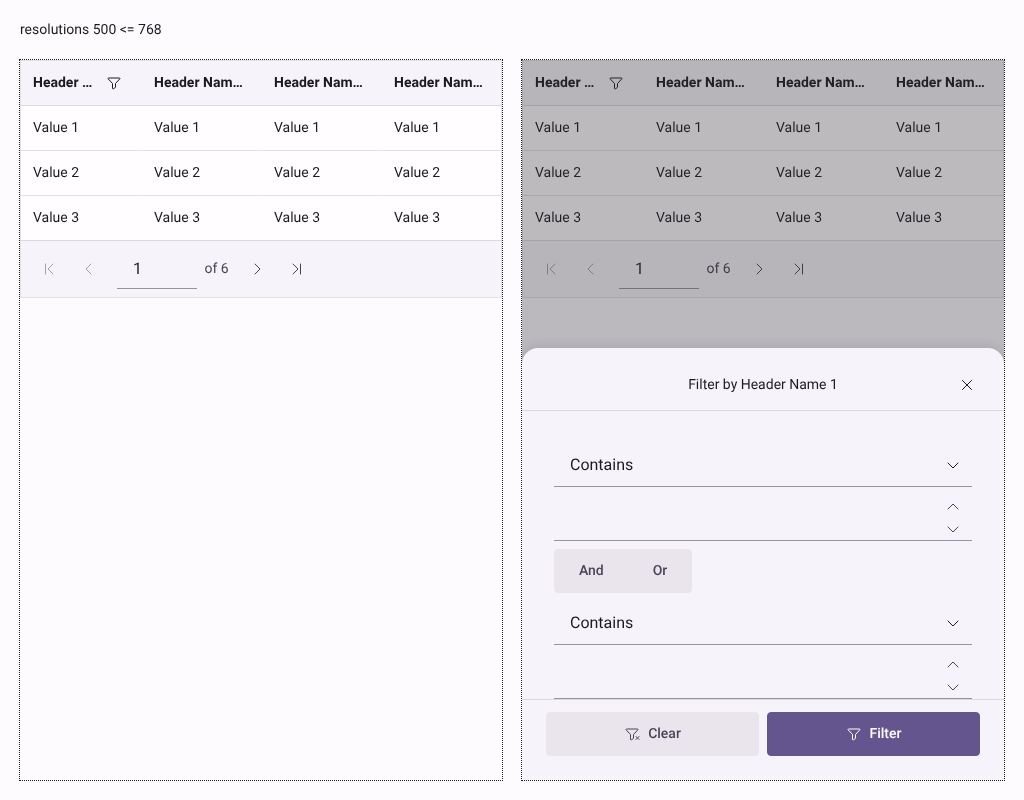 resolutions 500 <= 768
Header ... Header Nam... Header Nam... Header Nam...
Value 1 Value 1 Value 1 Value 1
Value 2 Value 2 Value 2 Value 2
Value 3 Value 3 Value 3 Value 3
1 of 6
Header ... Header Nam... Header Nam... Header Nam...
Value 1 Value 1 Value 1 Value 1
Value 2 Value 2 Value 2 Value 2
Value 3 Value 3 Value 3 Value 3
1 of 6
Filter by Header Name 1
Contains
And Or
Contains
Clear Filter